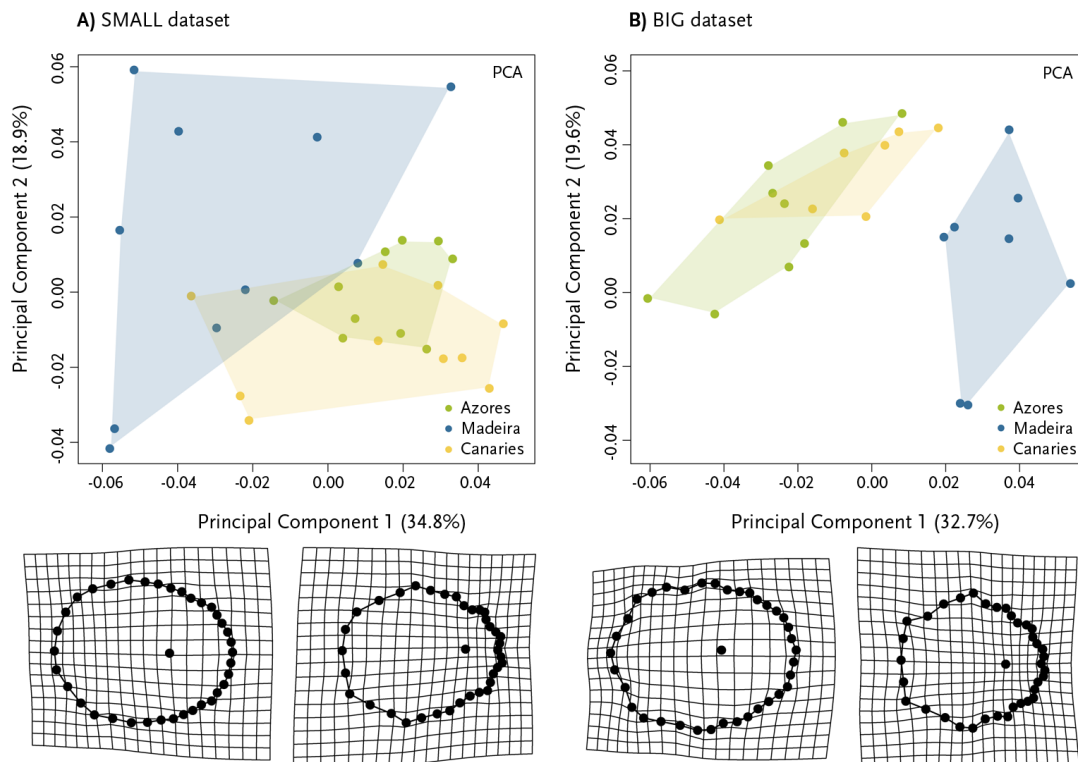 A) SMALL dataset
PCA
Principal Component 2 (18.9%)
0.06
0.04
0.02
0.00
-0.02
-0.04
Azores
Madeira
Canaries
-0.06 -0.04 -0.02 0.00 0.02 0.04
Principal Component 1 (34.8%)
B) BIG dataset
PCA
Principal Component 2 (19.6%)
0.06
0.04
0.02
0.00
-0.02
-0.04
Azores
Madeira
Canaries
-0.06 -0.04 -0.02 0.00 0.02 0.04
Principal Component 1 (32.7%)